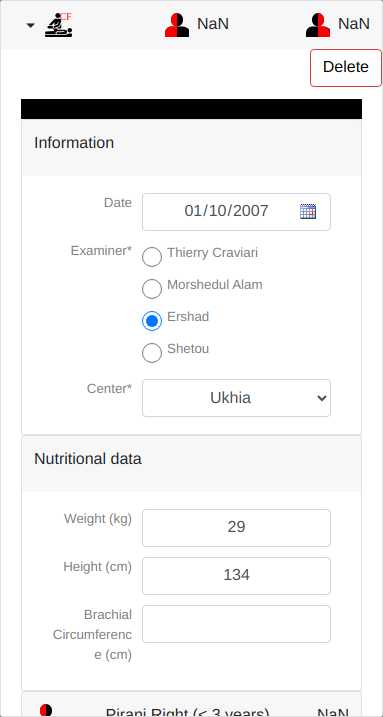 CF
NaN
NaN
Delete
Information
Date
01/10/2007
Examiner*
Thierry Craviari
Morshedul Alam
Ershad
Shetou
Center*
Ukhia
Nutritional data
Weight (kg)
29
Height (cm)
134
Brachial
Circumferenc
e (cm)
Pirani Right (< 3 years)
NaN